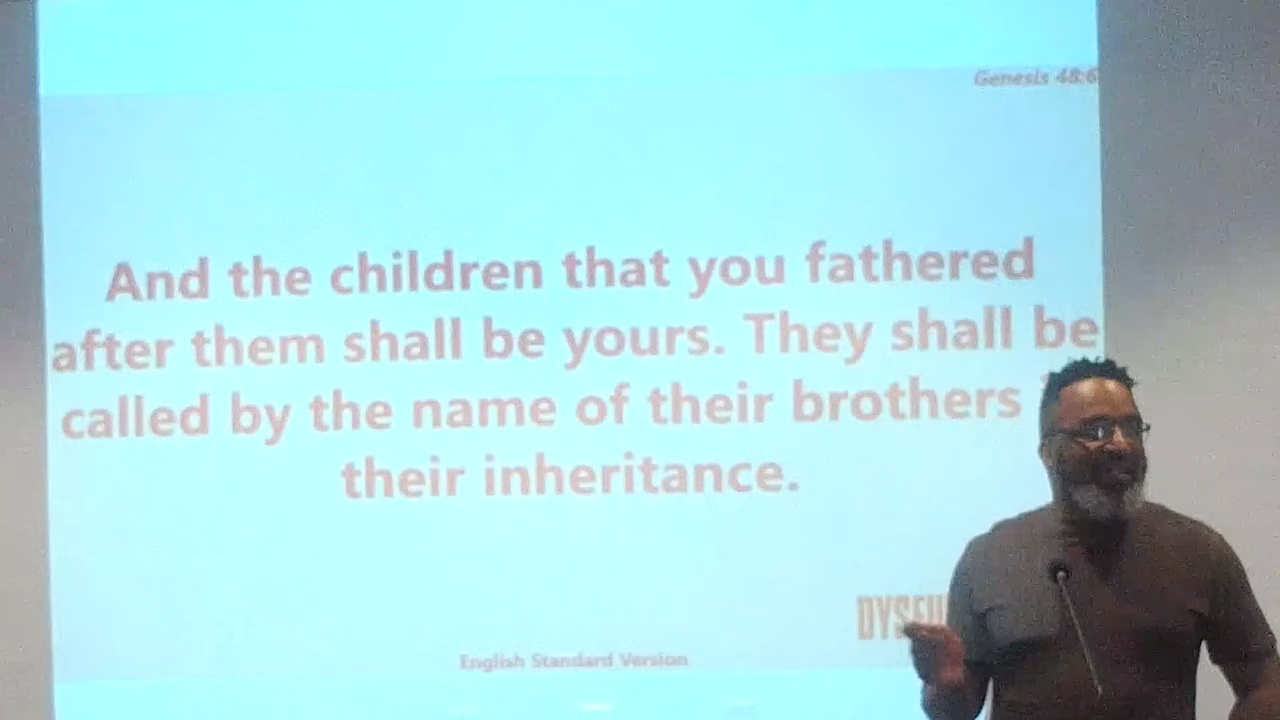 Genesis 48:6
And the children that you fathered
after them shall be yours. They shall be
called by the name of their brothers
their inheritance.
English Standard Version